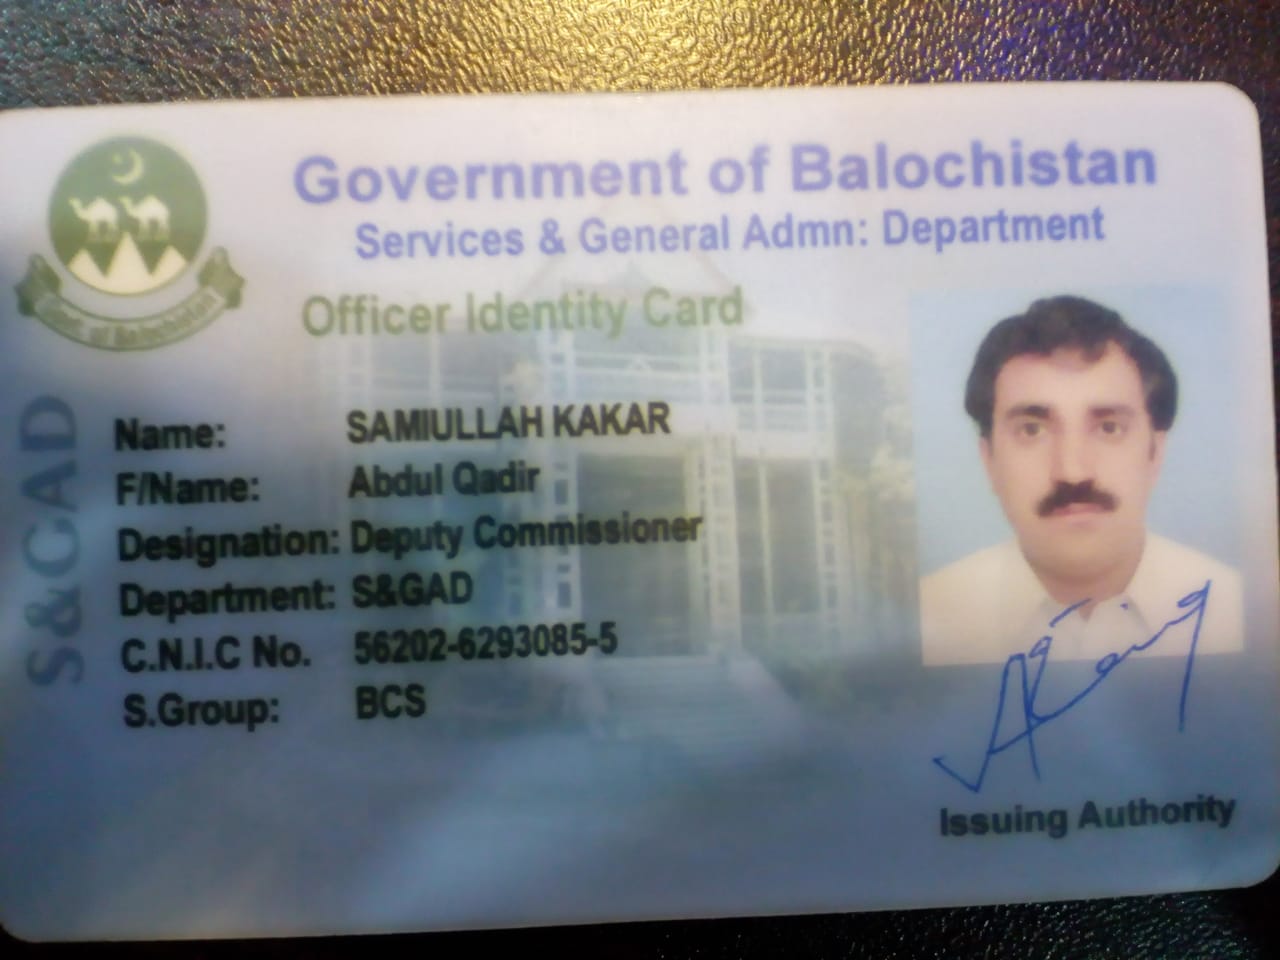 Government of Balochistan
Services & General Admn: Department
Officer Identity Card
S&GAD
Name: SAMIULLAH KAKAR
F/Name: Abdul Qadir
Designation: Deputy Commissioner
Department: S&GAD
C.N.I.C No. 56202-6293085-5
S.Group: BCS
Issuing Authority